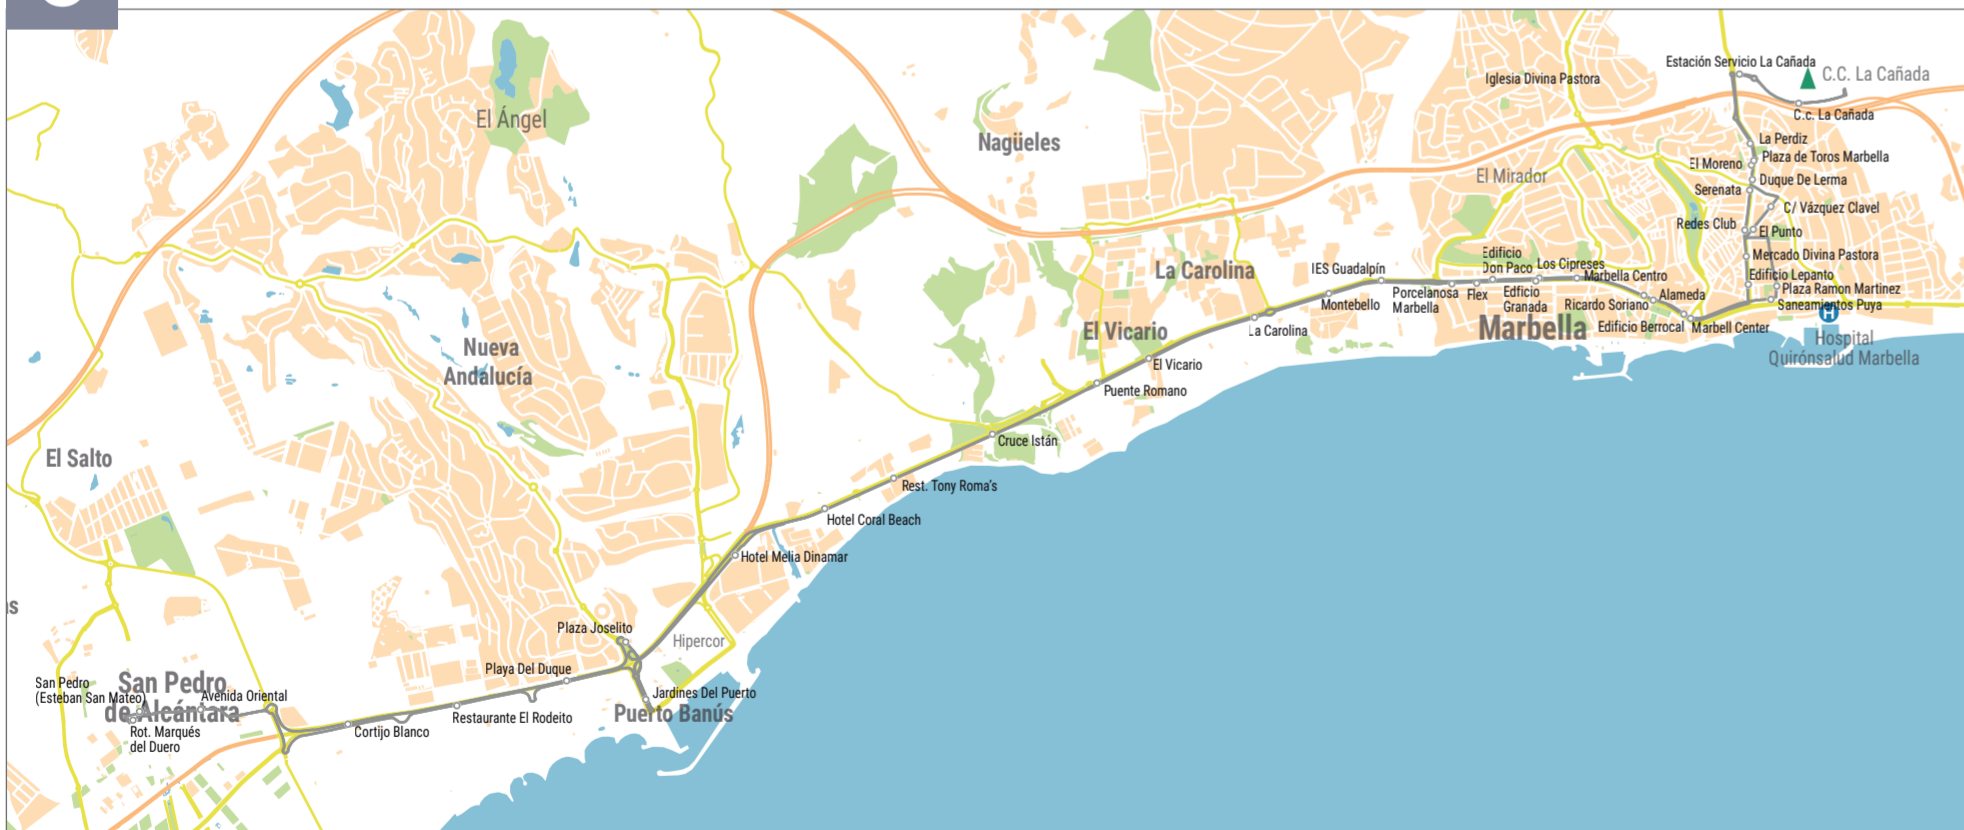 Estación Servicio La Cañada
C.C. La Cañada
Iglesia Divina Pastora
C.c. La Cañada
El Ángel
Nagüeles
La Perdiz
Plaza de Toros Marbella
El Moreno
El Mirador
Duque De Lerma
Serenata
C/ Vázquez Clavel
Redes Club
El Punto
Mercado Divina Pastora
Edificio
Don Paco
Los Cipreses
IES Guadalpín
La Carolina
Marbella Centro
Edificio Lepanto
Plaza Ramon Martinez
Porcelanosa
Marbella
Flex
Edficio
Granada
Alameda
Ricardo Soriano
Saneamientos Puya
Montebello
La Carolina
El Vicario
Marbella
Edificio Berrocal
Marbell Center
H
Hospital
Quirónsalud Marbella
Nueva
Andalucía
El Vicario
Puente Romano
Cruce Istán
El Salto
Rest. Tony Roma's
Hotel Coral Beach
Hotel Melia Dinamar
as
Plaza Joselito
Hipercor
Playa Del Duque
San Pedro
(Esteban San Mateo)
San Pedro
de Alcántara
Avenida Oriental
Jardines Del Puerto
Puerto Banús
Restaurante El Rodeito
Cortijo Blanco
Rot. Marqués
del Duero